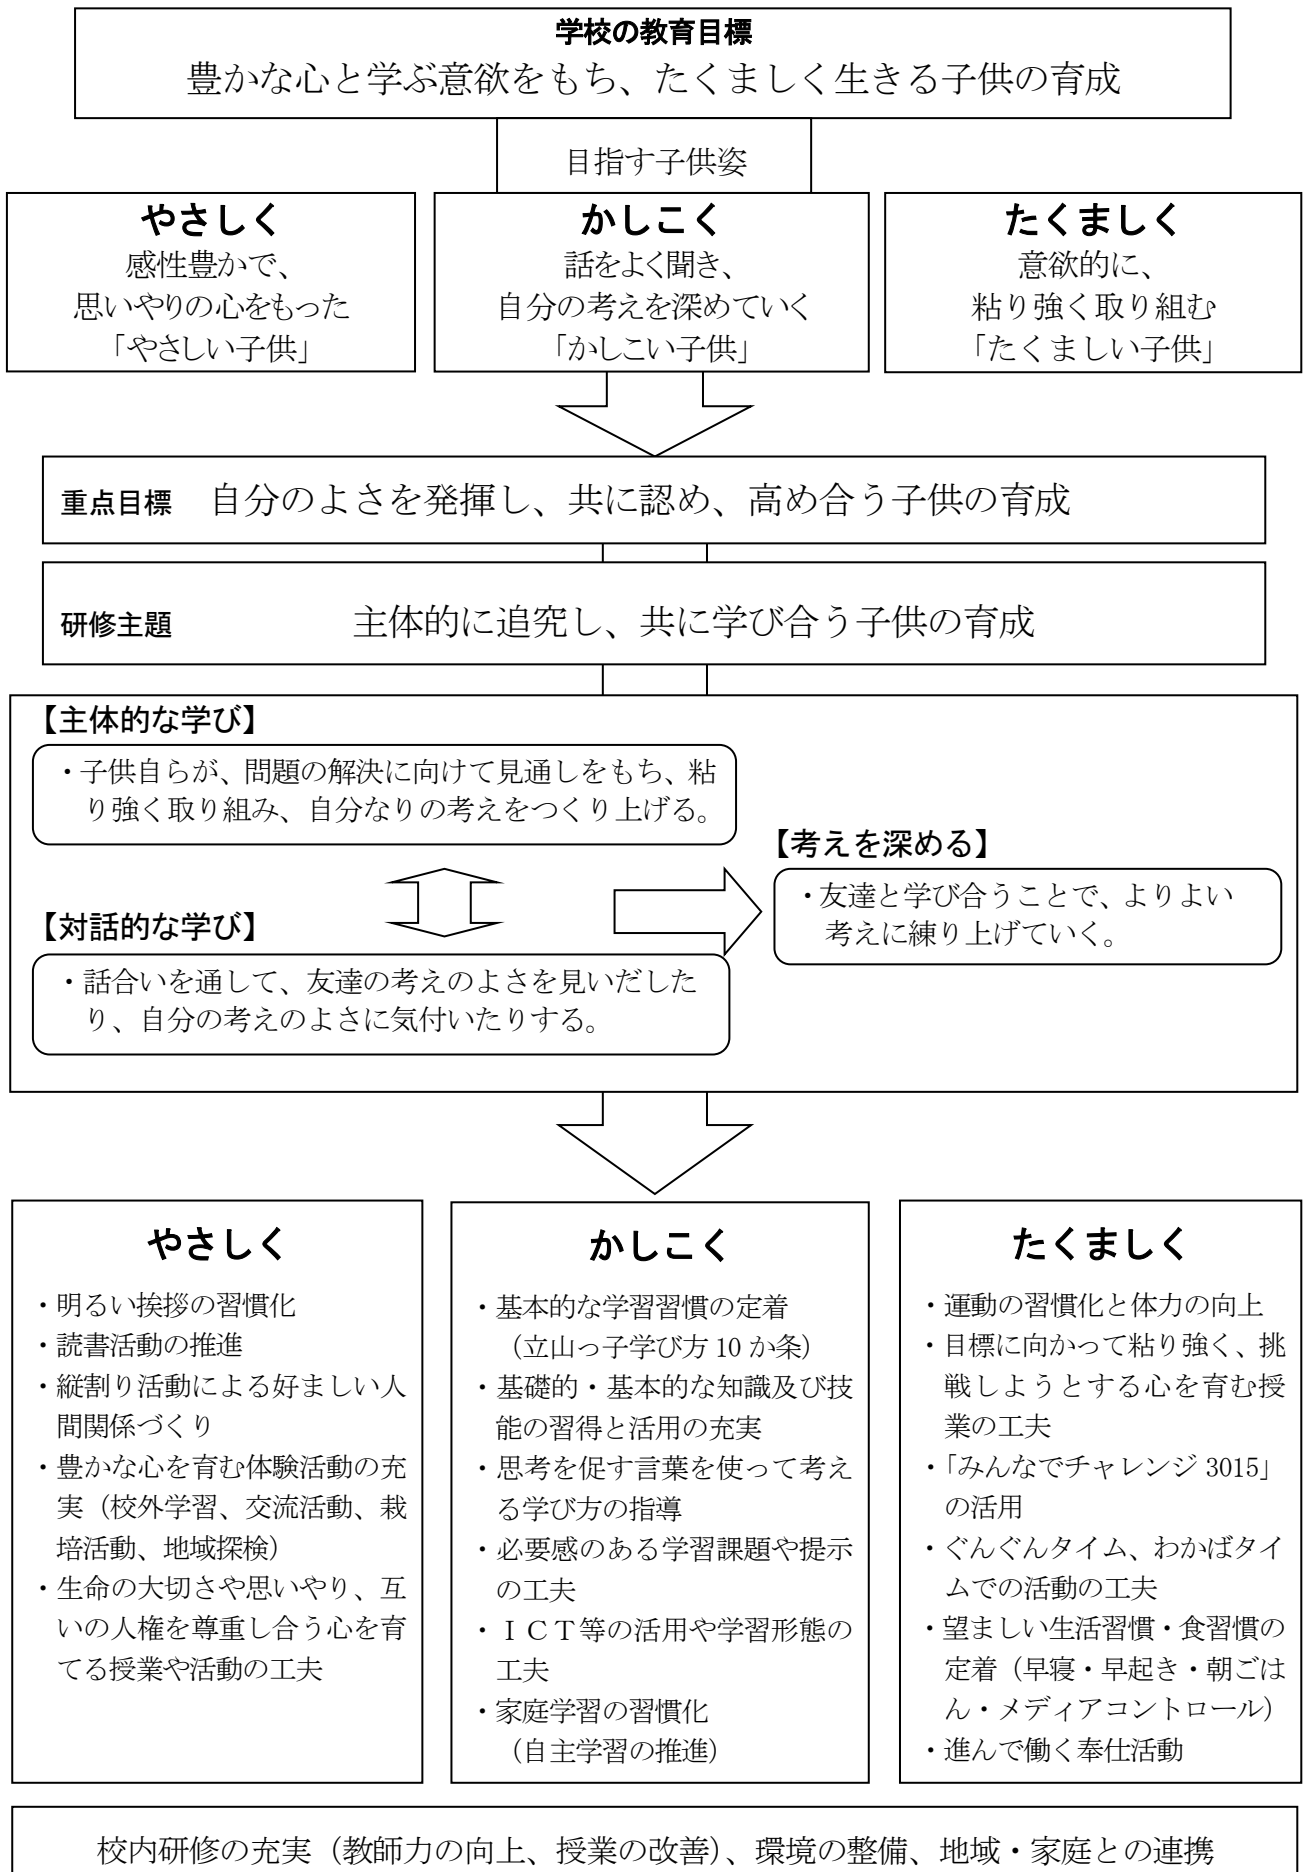 学校の教育目標
豊かな心と学ぶ意欲をもち、たくましく生きる子供の育成
目指す子供姿
やさしく
感性豊かで、
思いやりの心をもった
「やさしい子供」
かしこく
話をよく聞き、
自分の考えを深めていく
「かしこい子供」
たくましく
意欲的に、
粘り強く取り組む
「たくましい子供」
重点目標 自分のよさを発揮し、共に認め、高め合う子供の育成
研修主題 主体的に追究し、共に学び合う子供の育成
【主体的な学び】
・子供自らが、問題の解決に向けて見通しをもち、粘
り強く取り組み、自分なりの考えをつくり上げる。
【対話的な学び】
・話合いを通して、友達の考えのよさを見いだした
り、自分の考えのよさに気付いたりする。
【考えを深める】
・友達と学び合うことで、よりよい
考えに練り上げていく。
やさしく
・明るい挨拶の習慣化
・読書活動の推進
・縦割り活動による好ましい人
間関係づくり
・豊かな心を育む体験活動の充
実（校外学習、交流活動、栽
培活動、地域探検）
・生命の大切さや思いやり、互
いの人権を尊重し合う心を育
てる授業や活動の工夫
かしこく
・基本的な学習習慣の定着
（立山っ子学び方 10 か条）
・基礎的・基本的な知識及び技
能の習得と活用の充実
・思考を促す言葉を使って考え
る学び方の指導
・必要感のある学習課題や提示
の工夫
・ＩＣＴ等の活用や学習形態の
工夫
・家庭学習の習慣化
（自主学習の推進）
たくましく
・運動の習慣化と体力の向上
・目標に向かって粘り強く、挑
戦しようとする心を育む授
業の工夫
・「みんなでチャレンジ 3015」
の活用
・ぐんぐんタイム、わかばタイ
ムでの活動の工夫
・望ましい生活習慣・食習慣の
定着（早寝・早起き・朝ごは
ん・メディアコントロール）
・進んで働く奉仕活動
校内研修の充実（教師力の向上、授業の改善）、環境の整備、地域・家庭との連携